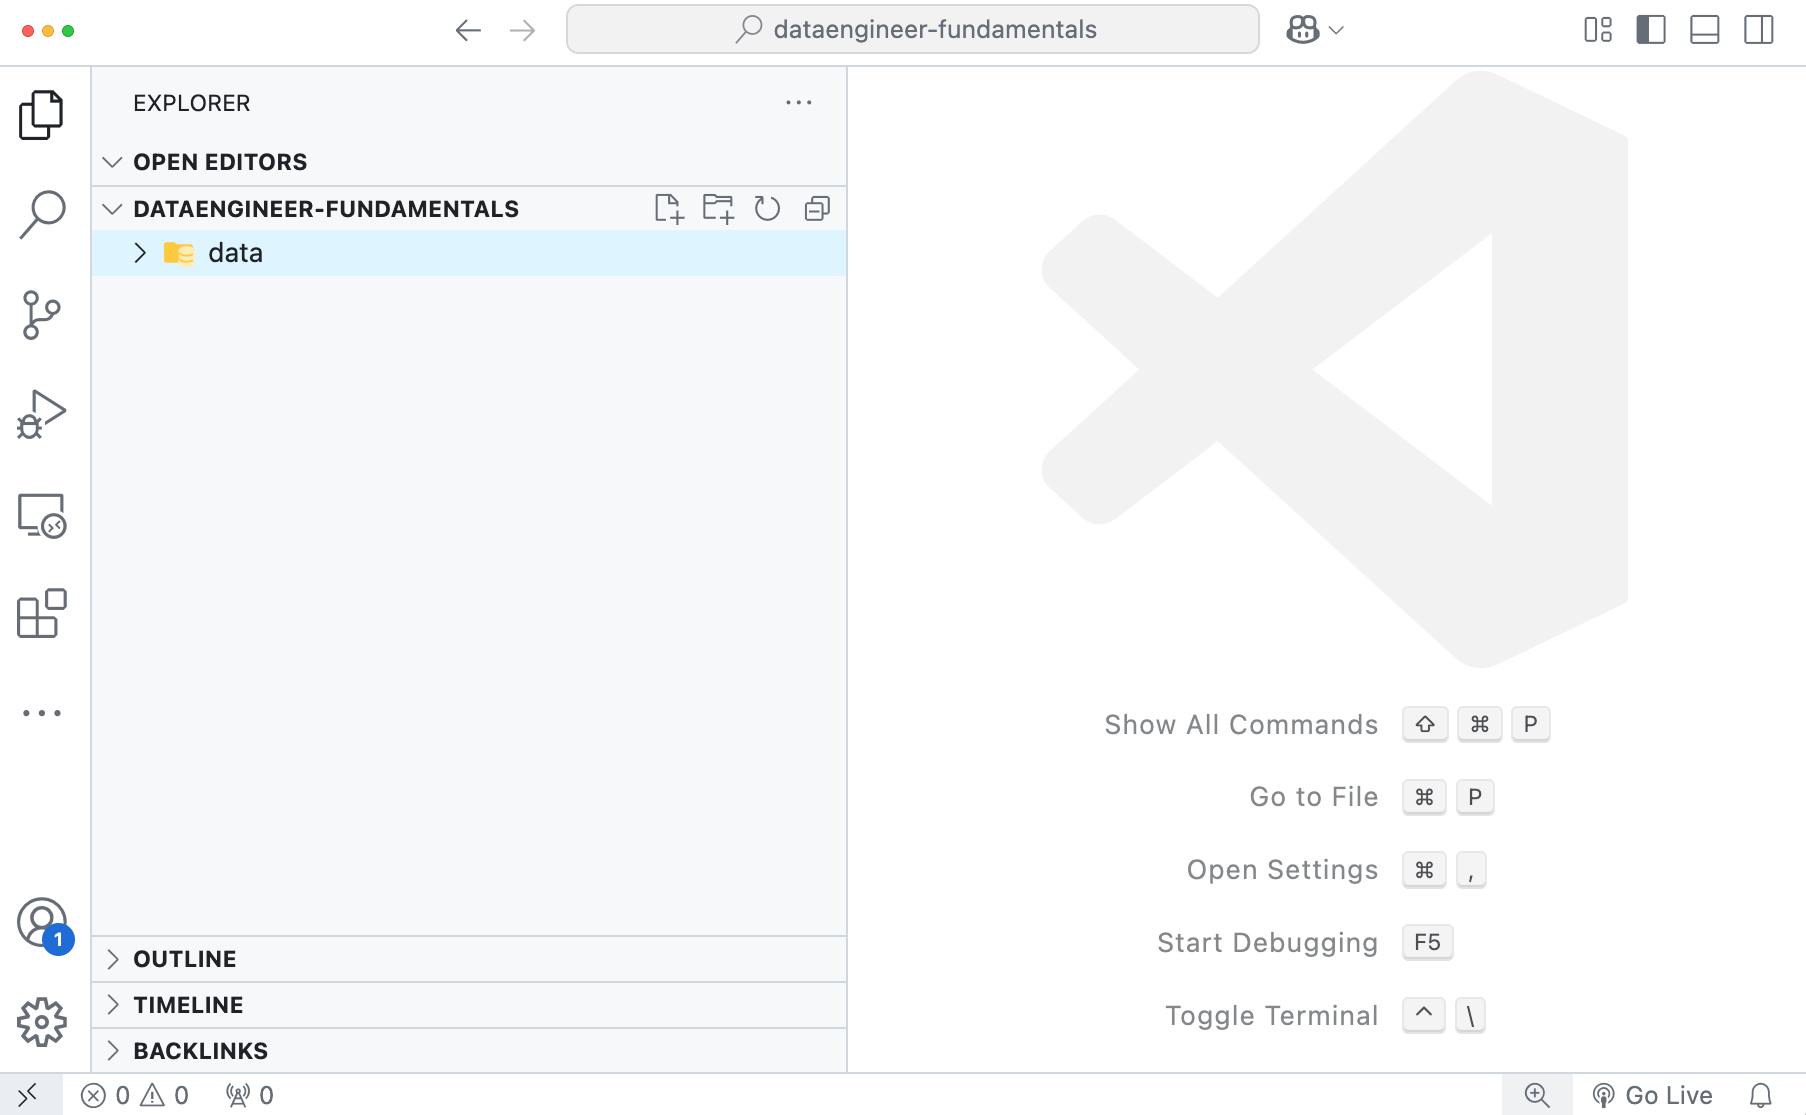 dataengineer-fundamentals
EXPLORER
OPEN EDITORS
DATAENGINEER-FUNDAMENTALS
data
Show All Commands ⇧ ⌘ P
Go to File ⌘ P
Open Settings ⌘ ,
Start Debugging F5
Toggle Terminal ^ \
1
OUTLINE
TIMELINE
BACKLINKS
0 0 0 Go Live